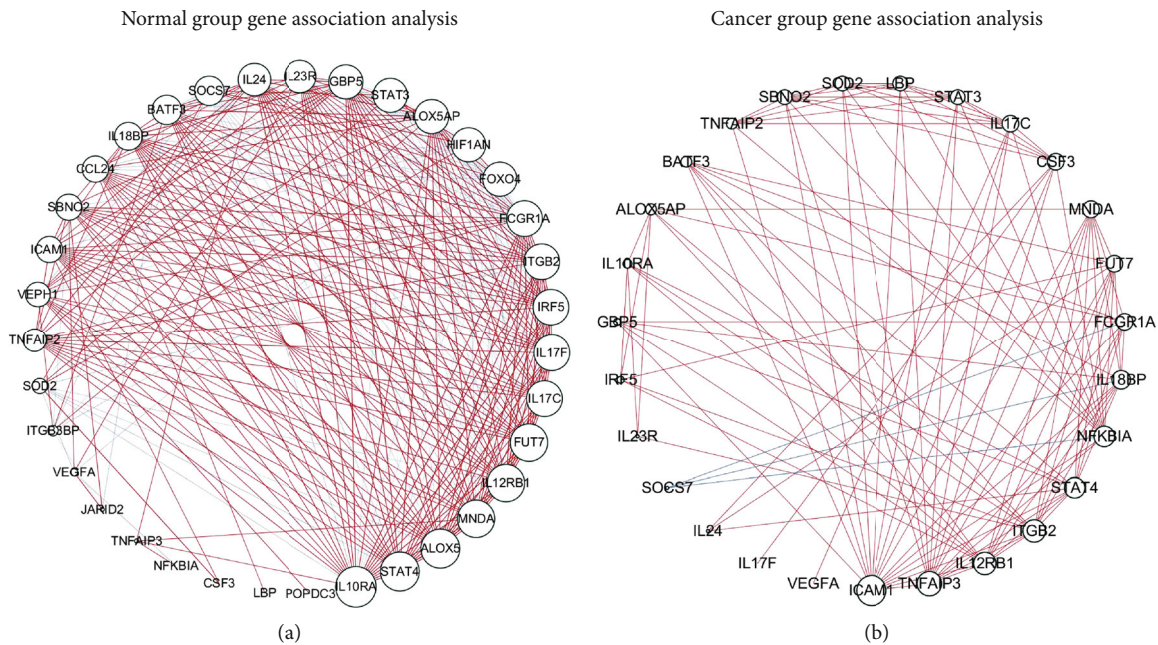 Normal group gene association analysis
IL23R
IL24
GBP5
SOCS7
STAT3
BATF3
ALOX5AP
IL18BP
HIF1AN
CCL24
FOXO4
SBNO2
FCGR1A
ICAM1
ITGB2
VEPH1
IRF5
TNFAIP2
IL17F
SOD2
IL17C
ITGB3BP
FUT7
VEGFA
IL12RB1
JARID2
MNDA
TNFAIP3
ALOX5
NFKBIA
STAT4
CSF3
IL10RA
LBP
POPDC3
(a)
Cancer group gene association analysis
SOD2
LBP
SBNO2
STAT3
TNFAIP2
IL17C
BATF3
CSF3
ALOX5AP
MNDA
IL10RA
FUT7
GBP5
FCGR1A
IRF5
IL18BP
IL23R
NFKBIA
SOCS7
STAT4
IL24
ITGB2
IL17F
IL12RB1
VEGFA
TNFAIP3
ICAM1
(b)